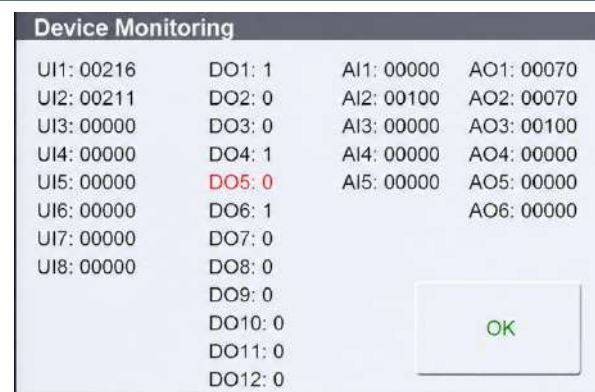 Device Monitoring
UI1: 00216 DO1: 1 AI1: 00000 AO1: 00070
UI2: 00211 DO2: 0 AI2: 00100 AO2: 00070
UI3: 00000 DO3: 0 AI3: 00000 AO3: 00100
UI4: 00000 DO4: 1 AI4: 00000 AO4: 00000
UI5: 00000 DO5: 0 AI5: 00000 AO5: 00000
UI6: 00000 DO6: 1 AO6: 00000
UI7: 00000 DO7: 0
UI8: 00000 DO8: 0
DO9: 0
DO10: 0 OK
DO11: 0
DO12: 0